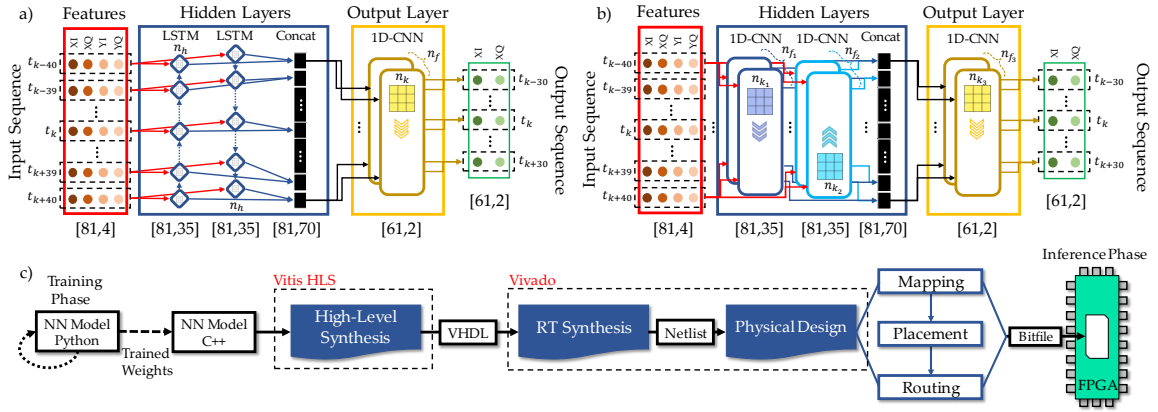 a)
Features
Hidden Layers
Output Layer
XI XQ YI YQ
LSTM LSTM Concat
1D-CNN
XI XQ
n_h
n_f
n_k
Input Sequence
t_{k-40}
t_{k-39}
t_k
t_{k+39}
t_{k+40}
n_h
t_{k-30}
t_k
t_{k+30}
Output Sequence
[81,4] [81,35] [81,35] [81,70] [61,2]
[61,2]
b)
Features
Hidden Layers
Output Layer
XI XQ YI YQ
1D-CNN 1D-CNN Concat
1D-CNN
XI XQ
n_{f_1}
n_{f_2}
n_{f_3}
n_{k_1}
n_{k_2}
n_{k_3}
Input Sequence
t_{k-40}
t_{k-39}
t_k
t_{k+39}
t_{k+40}
t_{k-30}
t_k
t_{k+30}
Output Sequence
[81,4] [81,35] [81,35] [81,70] [61,2]
[61,2]
c)
Training
Phase
NN Model
Python
Trained
Weights
NN Model
C++
Vitis HLS
High-Level
Synthesis
VHDL
Vivado
RT Synthesis
Netlist
Physical Design
Mapping
Placement
Routing
Bitfile
Inference Phase
FPGA